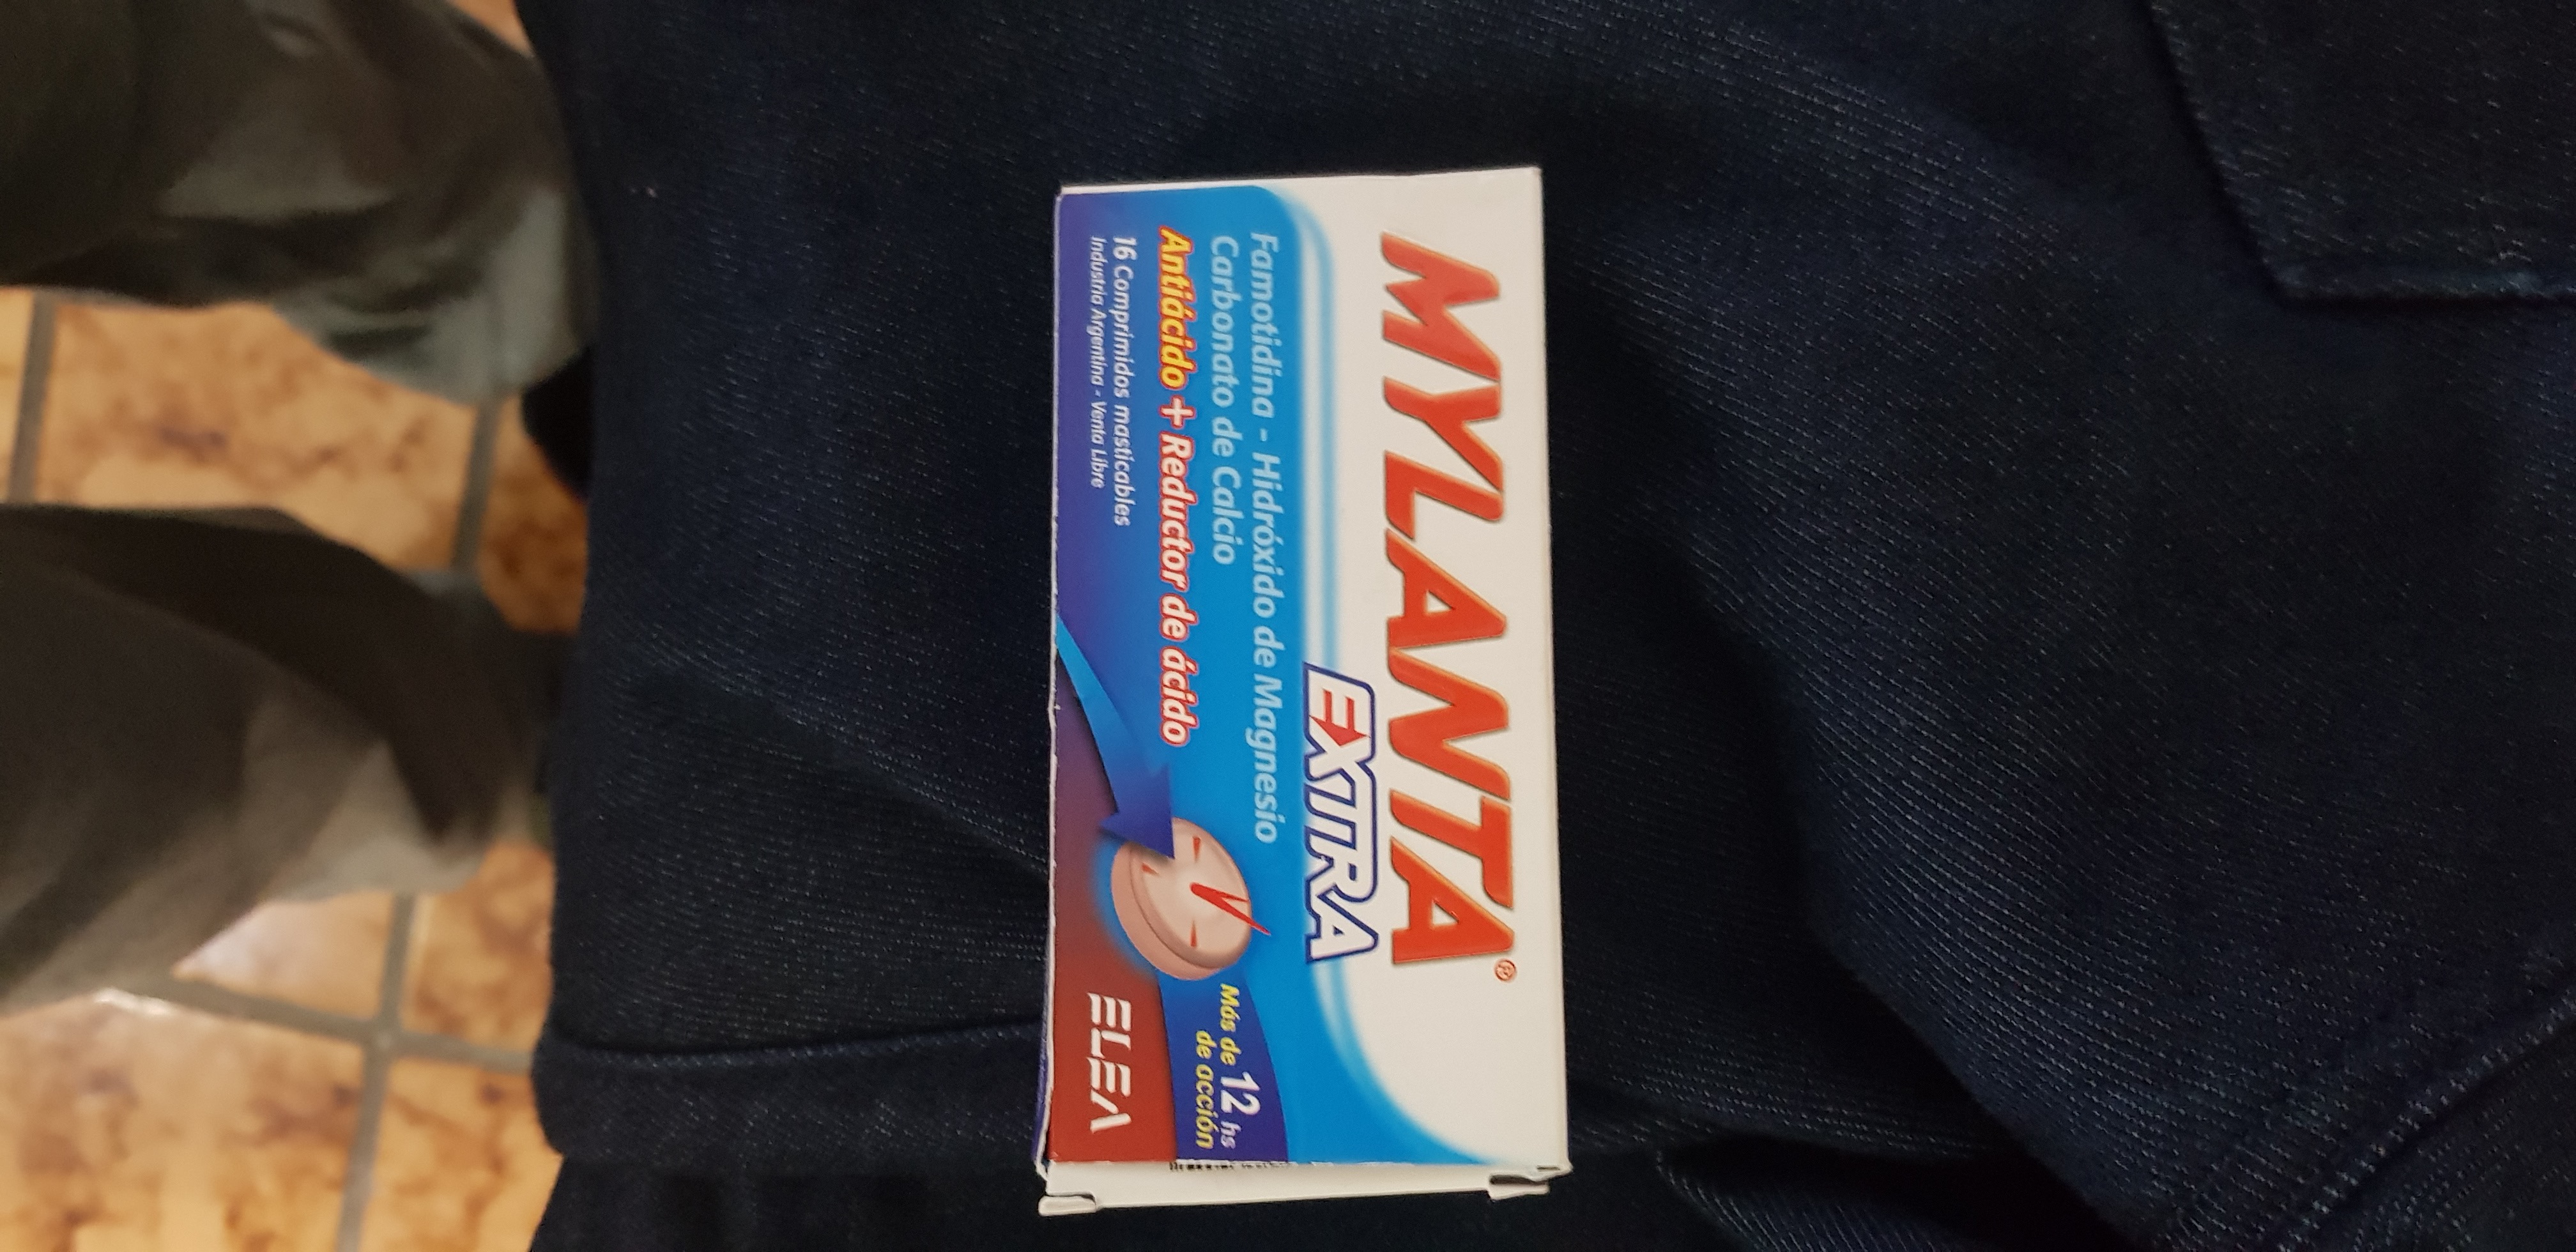 MYLANTA®
EXTRA
Famotidina - Hidróxido de Magnesio
Carbonato de Calcio
Antiácido + Reductor de ácido
16 Comprimidos masticables
Industria Argentina - Venta Libre
Más de 12 hs
de acción
ELEA